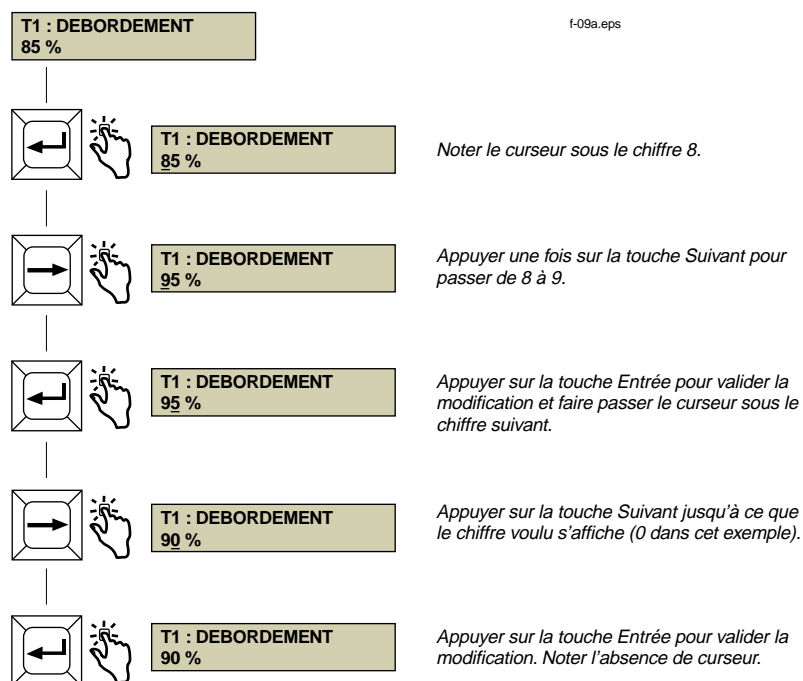 T1 : DEBORDEMENT
85 %
f-09a.eps
T1 : DEBORDEMENT
85 %
Noter le curseur sous le chiffre 8.
T1 : DEBORDEMENT
95 %
Appuyer une fois sur la touche Suivant pour
passer de 8 à 9.
T1 : DEBORDEMENT
95 %
Appuyer sur la touche Entrée pour valider la
modification et faire passer le curseur sous le
chiffre suivant.
T1 : DEBORDEMENT
90 %
Appuyer sur la touche Suivant jusqu'à ce que
le chiffre voulu s'affiche (0 dans cet exemple).
T1 : DEBORDEMENT
90 %
Appuyer sur la touche Entrée pour valider la
modification. Noter l'absence de curseur.